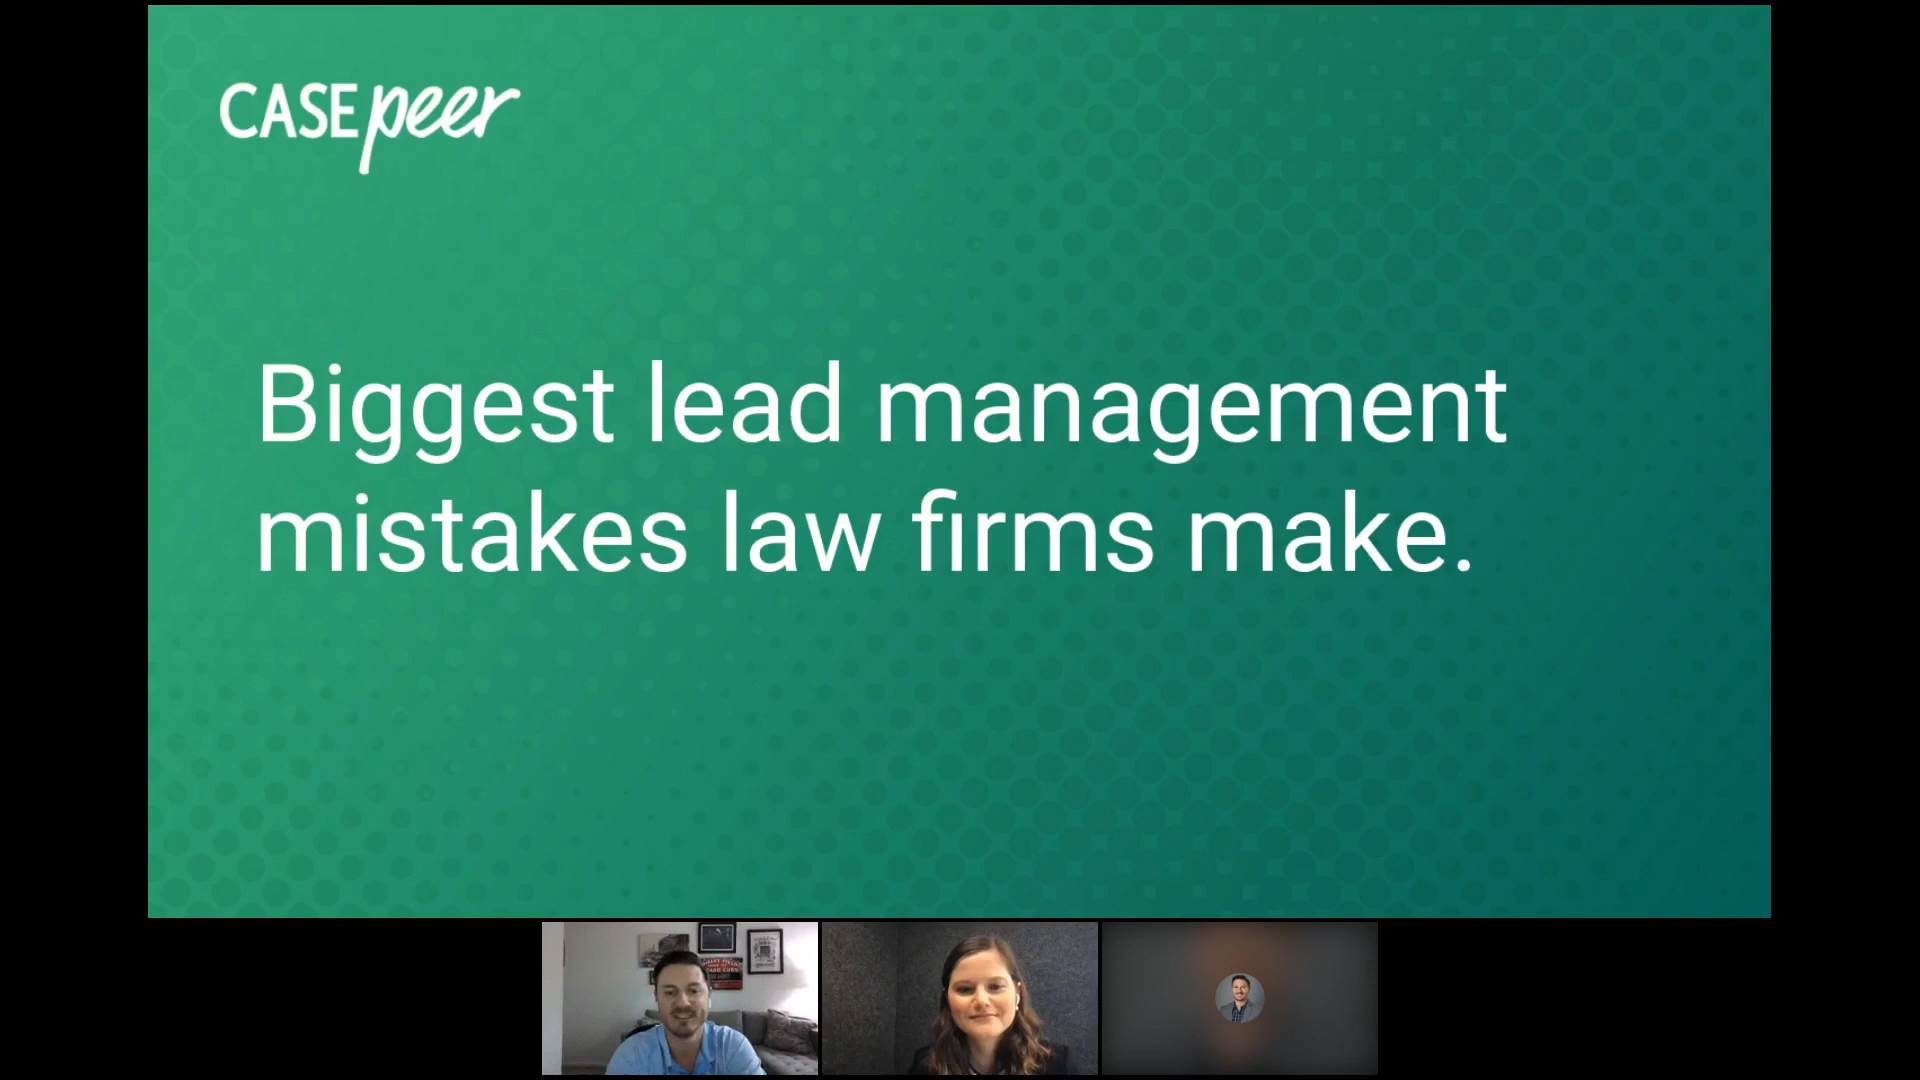 CASEpeer
Biggest lead management
mistakes law firms make.